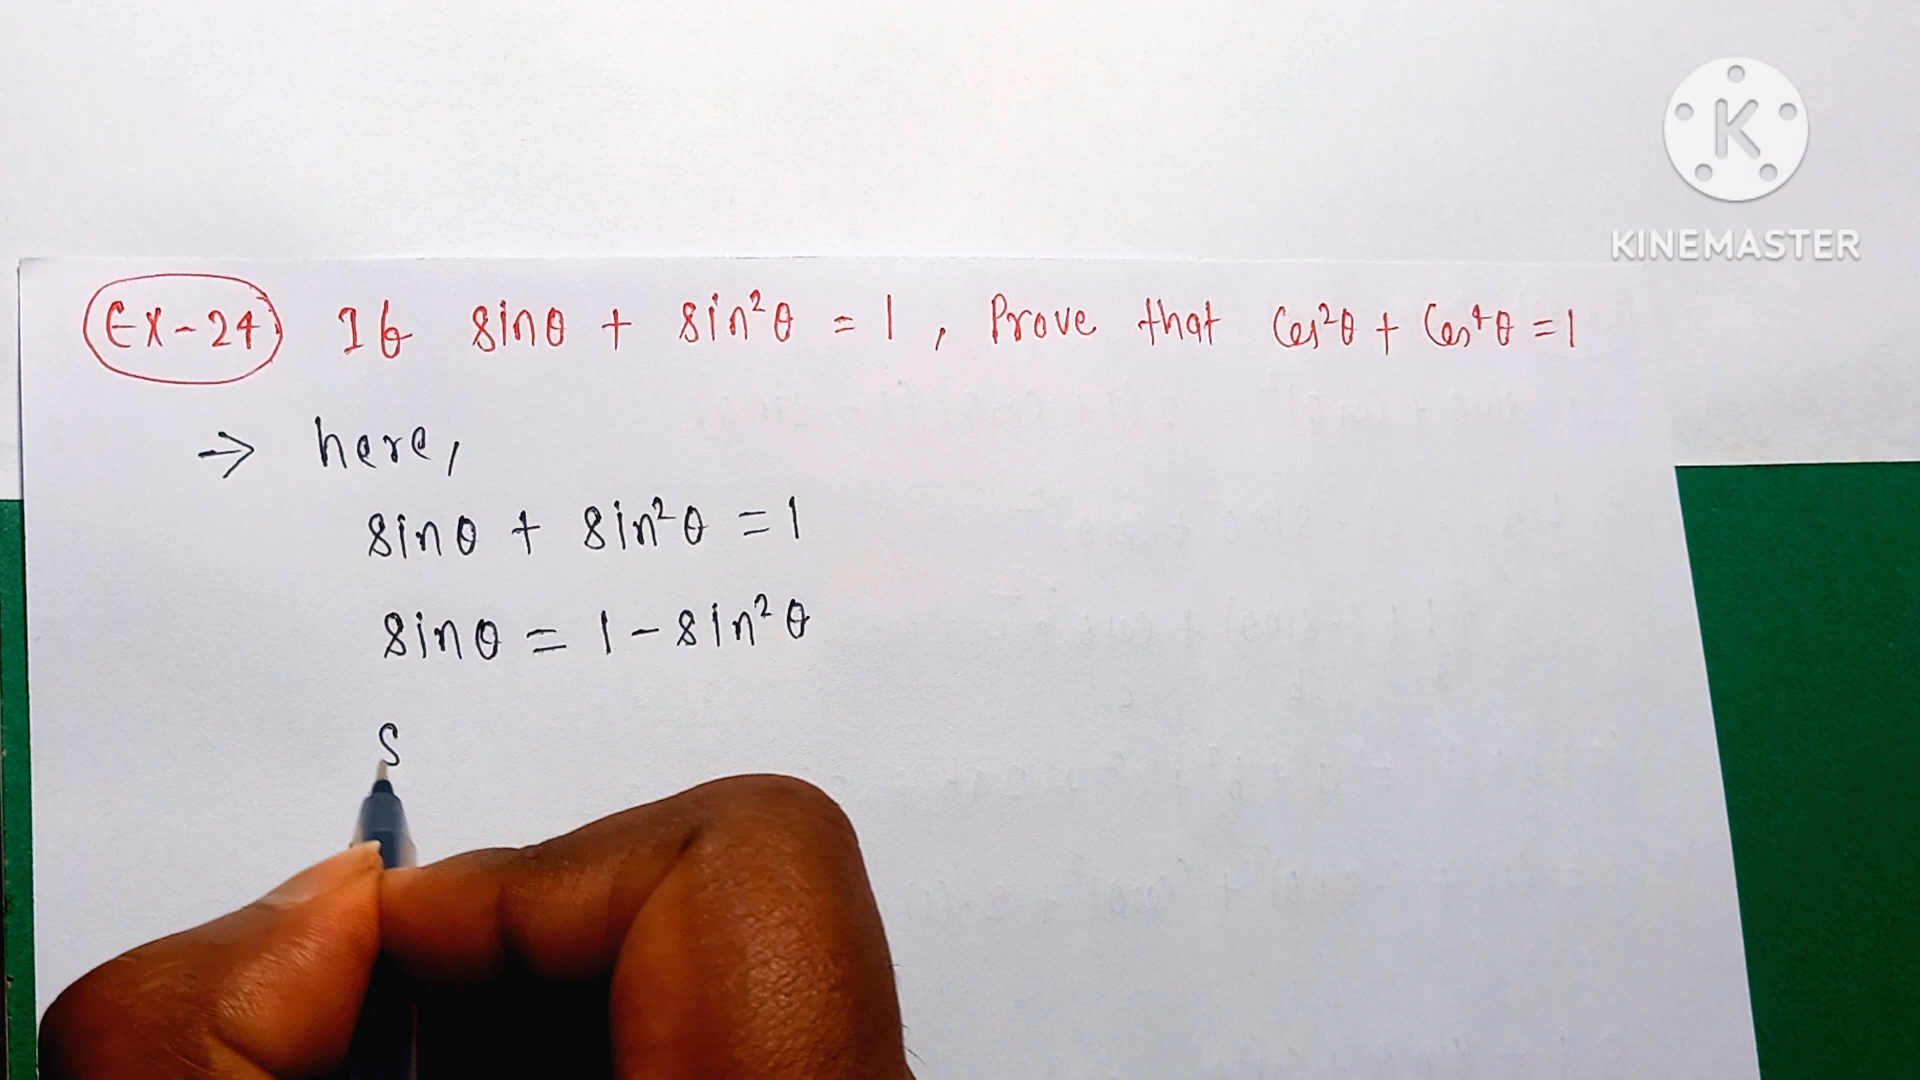 K
KINEMASTER
Ex-24) If sinθ + sin²θ = 1, Prove that Cos²θ + Cos⁴θ = 1
→ here,
sinθ + sin²θ = 1
sinθ = 1 - sin²θ
S